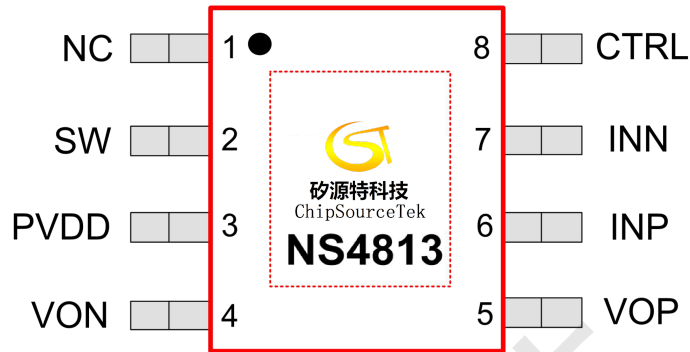 NC 1 8 CTRL
SW 2 7 INN
矽源特科技
ChipSourceTek
PVDD 3 6 INP
NS4813
VON 4 5 VOP